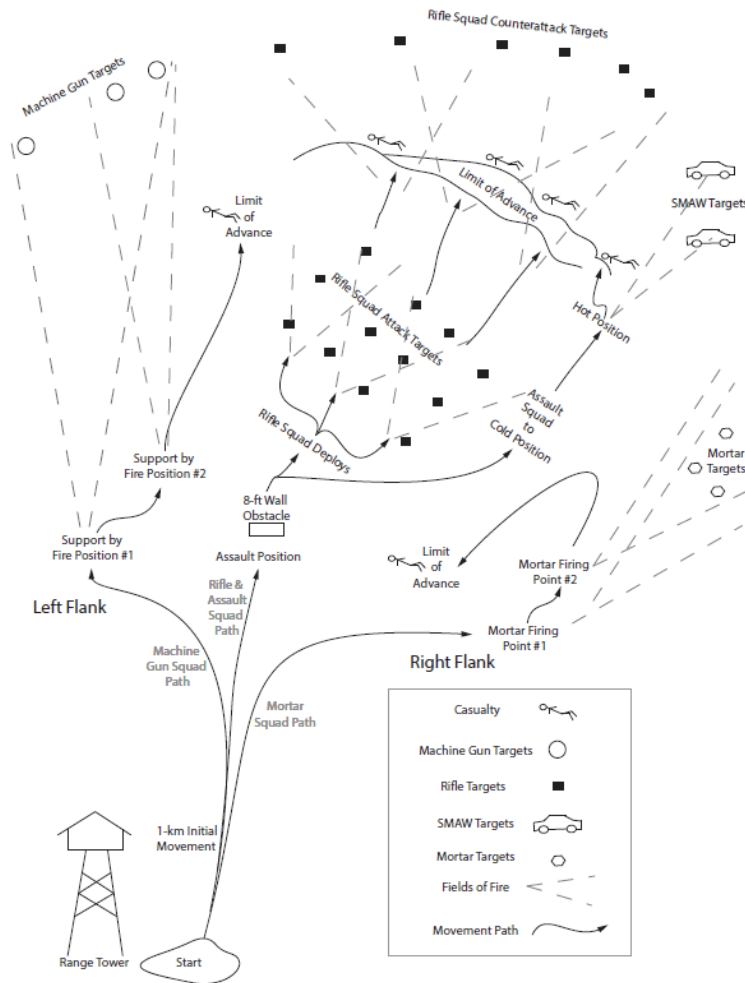 Rifle Squad Counterattack Targets
Machine Gun Targets
Limit
of
Advance
Limit of Advance
SMAW Targets
Rifle Squad Attack Targets
Hot Position
Assault
Squad
to
Cold Position
Rifle Squad Deploys
Mortar
Targets
Support by
Fire Position #2
8-ft Wall
Obstacle
Support by
Fire Position #1
Assault Position
Limit
of
Advance
Mortar Firing
Point #2
Left Flank
Rifle &
Assault
Squad
Path
Mortar Firing
Point #1
Machine
Gun Squad
Path
Right Flank
Mortar
Squad Path
1-km Initial
Movement
Range Tower
Start
Casualty
Machine Gun Targets
Rifle Targets
SMAW Targets
Mortar Targets
Fields of Fire
Movement Path